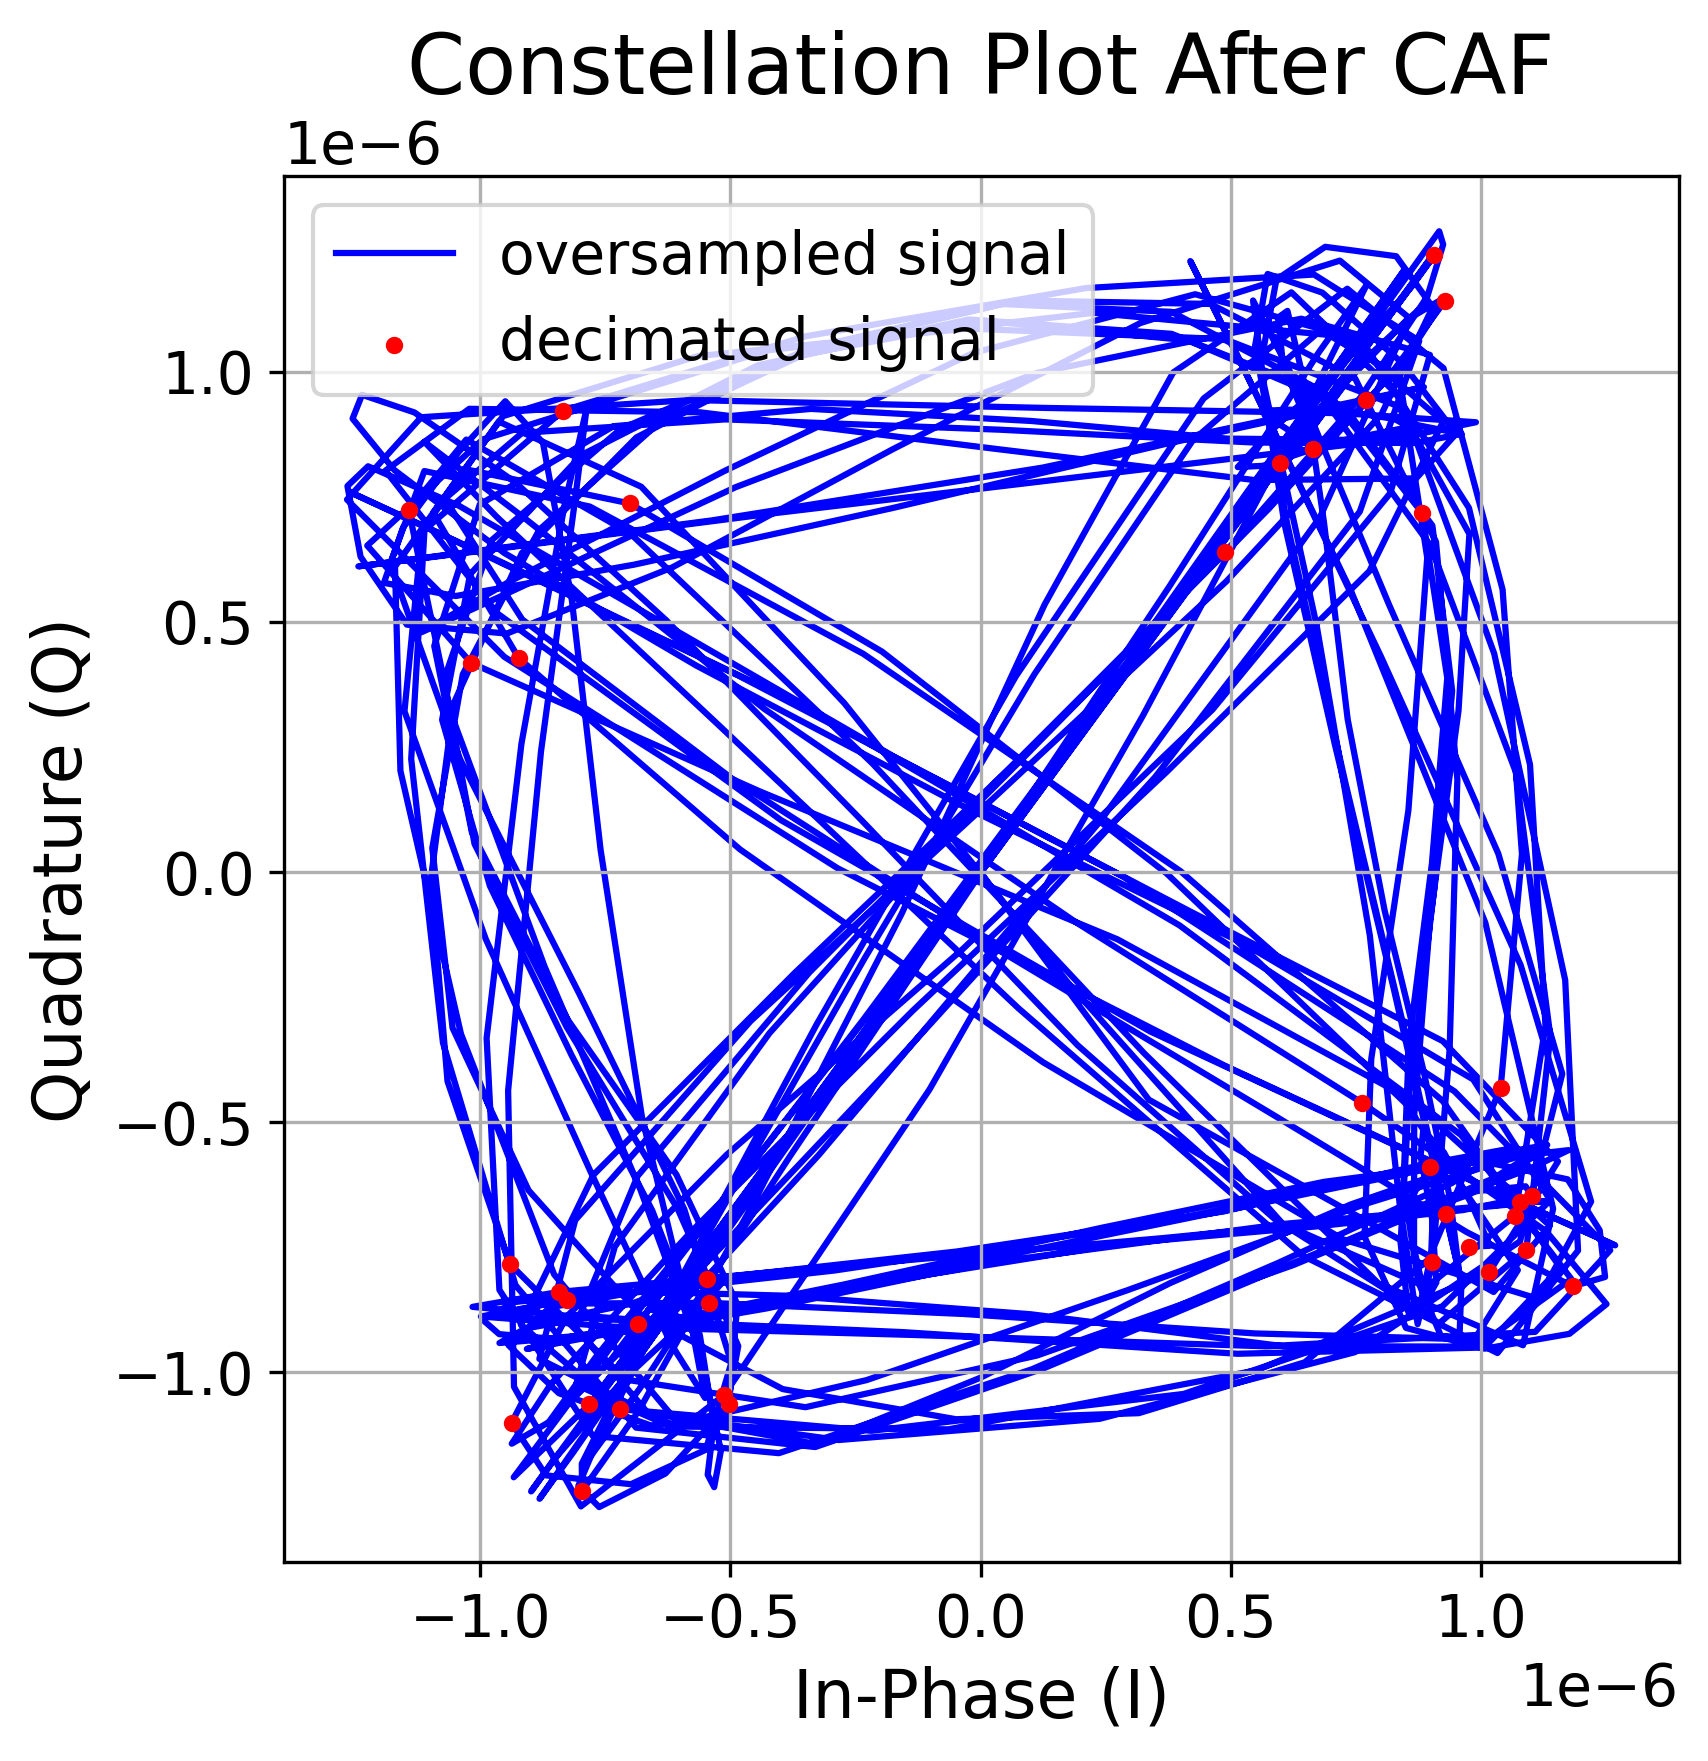 Constellation Plot After CAF
1e−6
oversampled signal
decimated signal
1.0
0.5
0.0
−0.5
−1.0
Quadrature (Q)
−1.0 −0.5 0.0 0.5 1.0
1e−6
In-Phase (I)